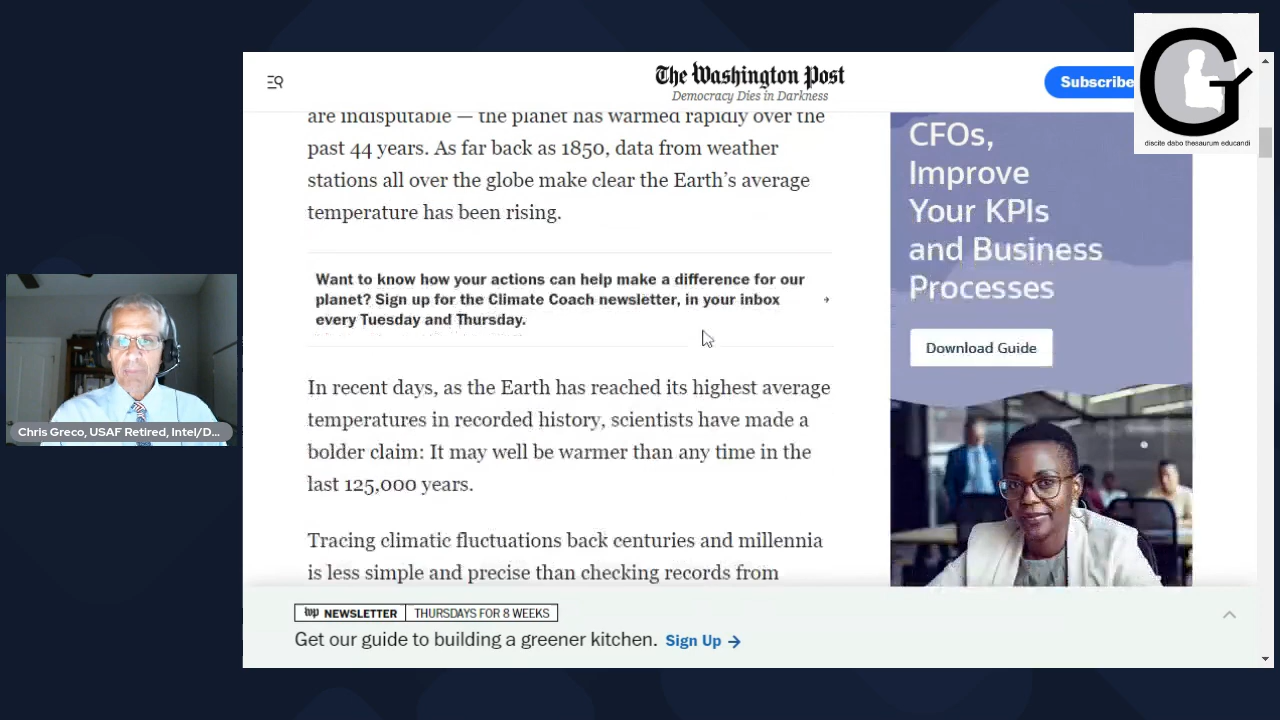 The Washington Post
Democracy Dies in Darkness
Subscribe
G
discite dabo thesaurum educandi
are indisputable — the planet has warmed rapidly over the
past 44 years. As far back as 1850, data from weather
stations all over the globe make clear the Earth’s average
temperature has been rising.
Want to know how your actions can help make a difference for our
planet? Sign up for the Climate Coach newsletter, in your inbox
every Tuesday and Thursday.
In recent days, as the Earth has reached its highest average
temperatures in recorded history, scientists have made a
bolder claim: It may well be warmer than any time in the
last 125,000 years.
Tracing climatic fluctuations back centuries and millennia
is less simple and precise than checking records from
CFOs,
Improve
Your KPIs
and Business
Processes
Download Guide
Chris Greco, USAF Retired, Intel/D...
wp NEWSLETTER THURSDAYS FOR 8 WEEKS
Get our guide to building a greener kitchen. Sign Up →